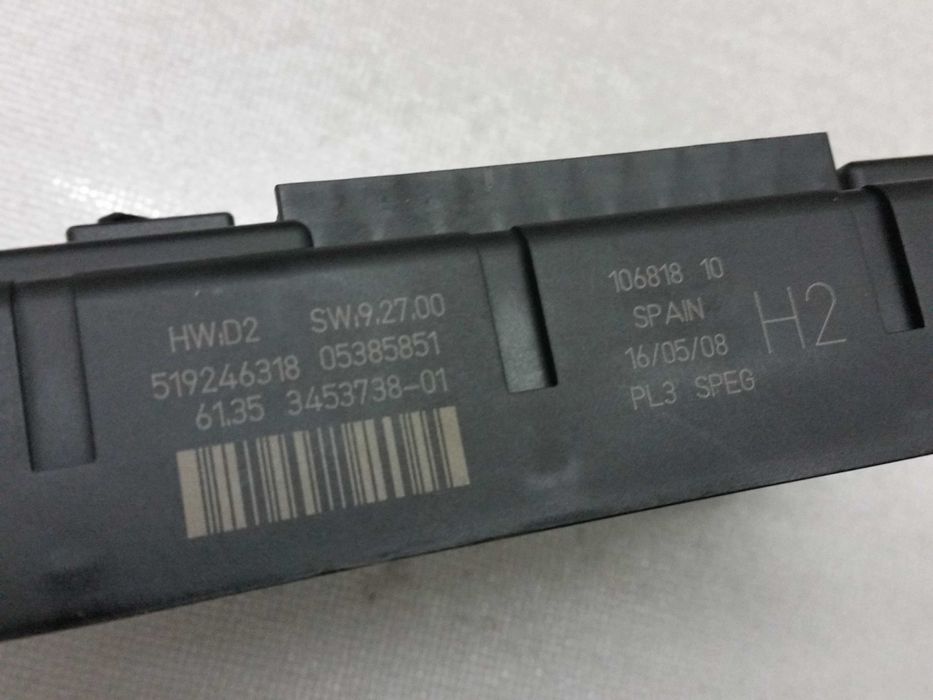 HW:D2 SW:9.27.00
519246318 05385851
61.35 3453738-01
106818 10
SPAIN
16/05/08
PL3 SPEG
H2